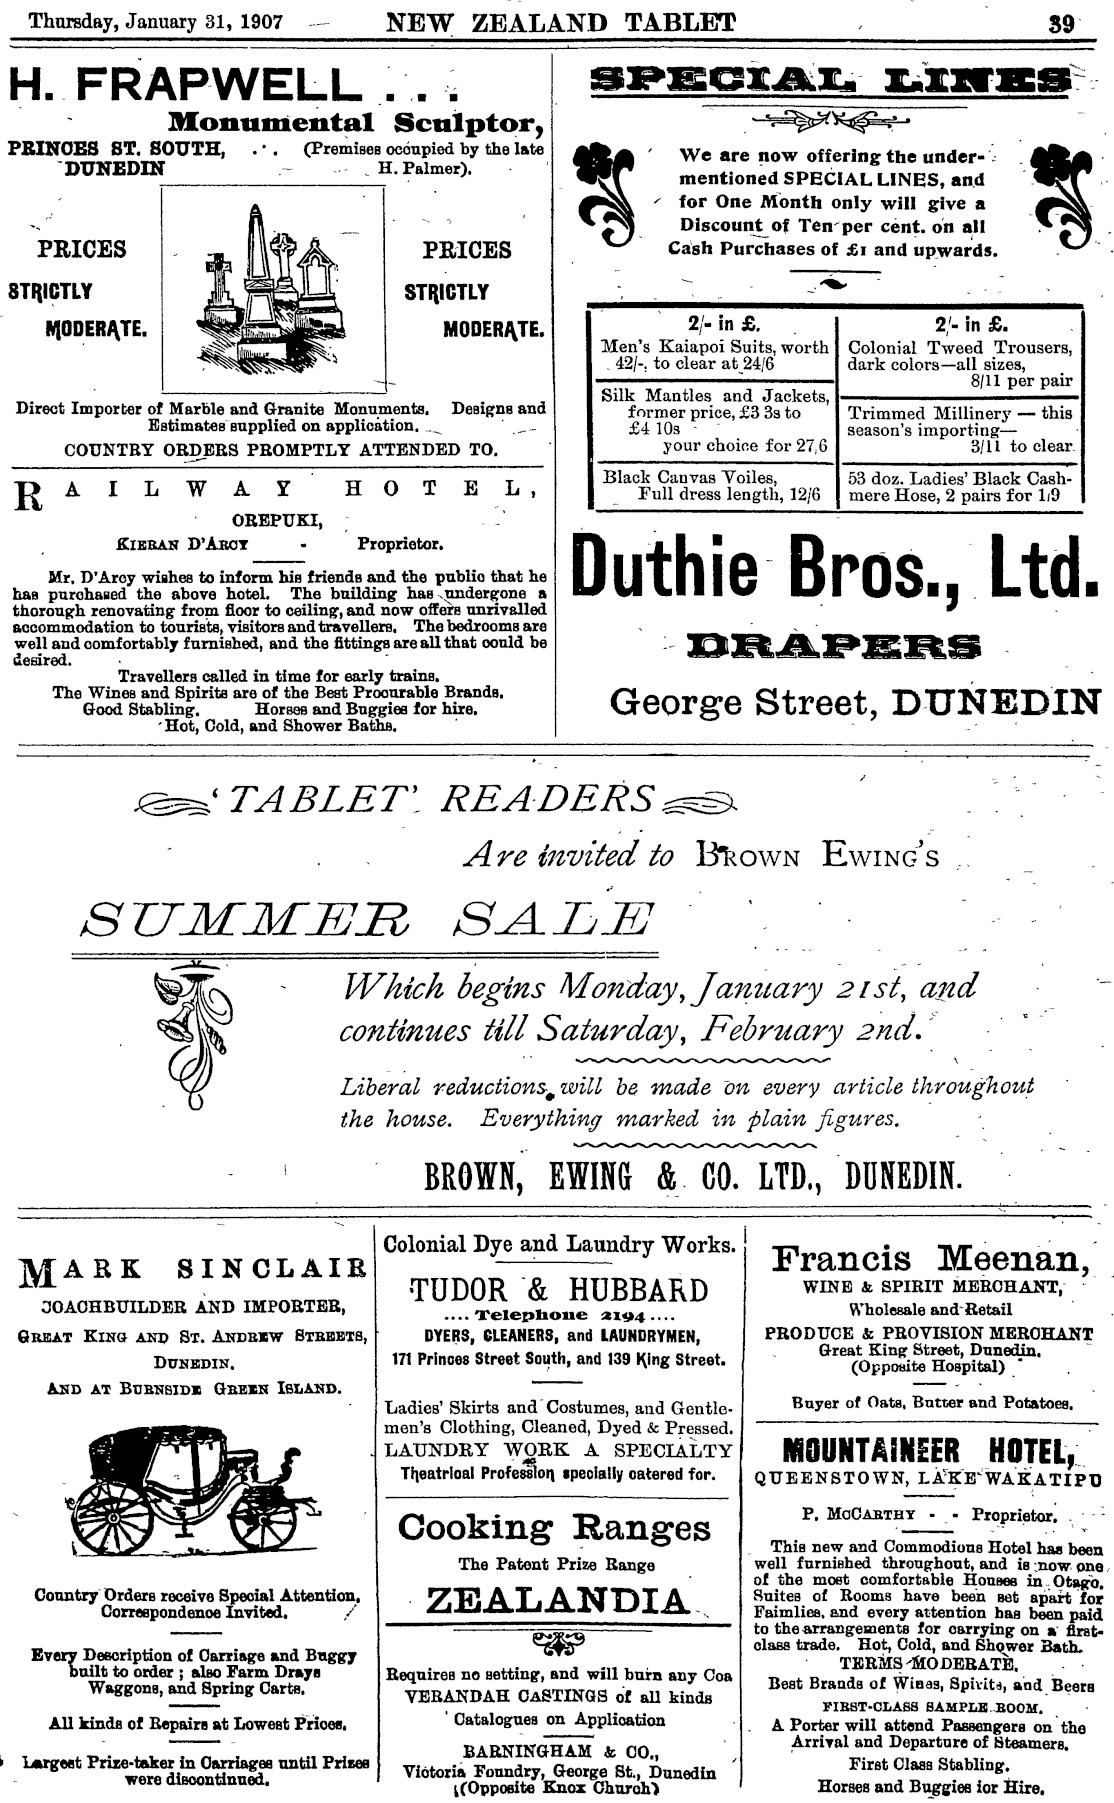 Thursday, January 31, 1907
NEW ZEALAND TABLET
39
H. FRAPWELL . . .
Monumental Sculptor,
PRINCES ST. SOUTH,
DUNEDIN
(Premises occupied by the late
H. Palmer).
PRICES
STRICTLY
MODERATE.
PRICES
STRICTLY
MODERATE.
Direct Importer of Marble and Granite Monuments. Designs and
Estimates supplied on application.
COUNTRY ORDERS PROMPTLY ATTENDED TO.
RAILWAY HOTEL,
OREPUKI,
KIERAN D'ARCY - Proprietor.
Mr. D'Arcy wishes to inform his friends and the public that he
has purchased the above hotel. The building has undergone a
thorough renovating from floor to ceiling, and now offers unrivalled
accommodation to tourists, visitors and travellers. The bedrooms are
well and comfortably furnished, and the fittings are all that could be
desired.
Travellers called in time for early trains.
The Wines and Spirits are of the Best Procurable Brands.
Good Stabling. Horses and Buggies for hire.
Hot, Cold, and Shower Baths.
SPECIAL LINES
We are now offering the under-
mentioned SPECIAL LINES, and
for One Month only will give a
Discount of Ten per cent. on all
Cash Purchases of £1 and upwards.
2/- in £.
Men's Kaiapoi Suits, worth
42/-, to clear at 24/6
Silk Mantles and Jackets,
former price, £3 3s to
£4 10s
your choice for 27,6
Black Canvas Voiles,
Full dress length, 12/6
2/- in £.
Colonial Tweed Trousers,
dark colors—all sizes,
8/11 per pair
Trimmed Millinery — this
season's importing—
3/11 to clear
53 doz. Ladies' Black Cash-
mere Hose, 2 pairs for 1/9
Duthie Bros., Ltd.
DRAPERS
George Street, DUNEDIN
'TABLET' READERS
Are invited to BROWN EWING'S
SUMMER SALE
Which begins Monday, January 21st, and
continues till Saturday, February 2nd.
Liberal reductions will be made on every article throughout
the house. Everything marked in plain figures.
BROWN, EWING & CO. LTD., DUNEDIN.
MARK SINCLAIR
COACHBUILDER AND IMPORTER,
GREAT KING AND ST. ANDREW STREETS,
DUNEDIN.
AND AT BURNSIDE GREEN ISLAND.
Country Orders receive Special Attention.
Correspondence Invited.
Every Description of Carriage and Buggy
built to order ; also Farm Drays
Waggons, and Spring Carts.
All kinds of Repairs at Lowest Prices.
Largest Prize-taker in Carriages until Prizes
were discontinued.
Colonial Dye and Laundry Works.
TUDOR & HUBBARD
.... Telephone 2194 ....
DYERS, CLEANERS, and LAUNDRYMEN,
171 Princes Street South, and 139 King Street.
Ladies' Skirts and Costumes, and Gentle-
men's Clothing, Cleaned, Dyed & Pressed.
LAUNDRY WORK A SPECIALTY
Theatrical Profession specially catered for.
Cooking Ranges
The Patent Prize Range
ZEALANDIA
Requires no setting, and will burn any Coa
VERANDAH CASTINGS of all kinds
Catalogues on Application
BARNINGHAM & CO.,
Victoria Foundry, George St., Dunedin
(Opposite Knox Church)
Francis Meenan,
WINE & SPIRIT MERCHANT,
Wholesale and Retail
PRODUCE & PROVISION MERCHANT
Great King Street, Dunedin.
(Opposite Hospital)
Buyer of Oats, Butter and Potatoes.
MOUNTAINEER HOTEL,
QUEENSTOWN, LAKE WAKATIPU
P. MCCARTHY - - Proprietor.
This new and Commodious Hotel has been
well furnished throughout, and is now one
of the most comfortable Houses in Otago.
Suites of Rooms have been set apart for
Faimlies, and every attention has been paid
to the arrangements for carrying on a first-
class trade. Hot, Cold, and Shower Bath.
TERMS MODERATE.
Best Brands of Wines, Spirits, and Beers
FIRST-CLASS SAMPLE ROOM.
A Porter will attend Passengers on the
Arrival and Departure of Steamers.
First Class Stabling.
Horses and Buggies for Hire.